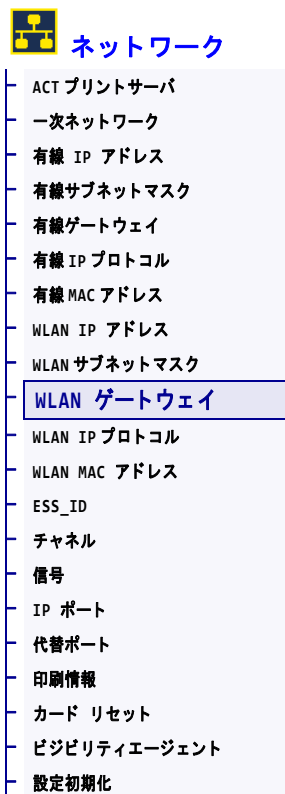 ネットワーク
ACT プリントサーバ
一次ネットワーク
有線 IP アドレス
有線サブネットマスク
有線ゲートウェイ
有線 IP プロトコル
有線 MAC アドレス
WLAN IP アドレス
WLAN サブネットマスク
WLAN ゲートウェイ
WLAN IP プロトコル
WLAN MAC アドレス
ESS_ID
チャネル
信号
IP ポート
代替ポート
印刷情報
カード リセット
ビジビリティエージェント
設定初期化